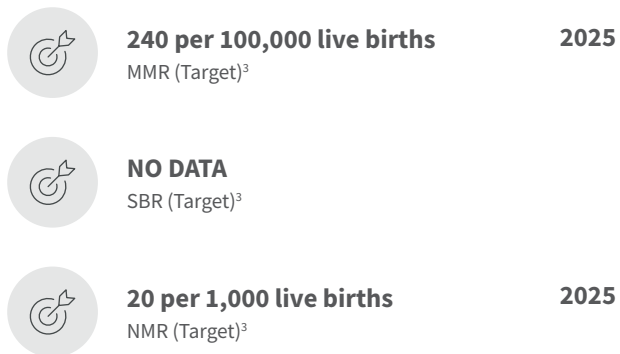 240 per 100,000 live births 2025
MMR (Target)³
NO DATA
SBR (Target)³
20 per 1,000 live births 2025
NMR (Target)³